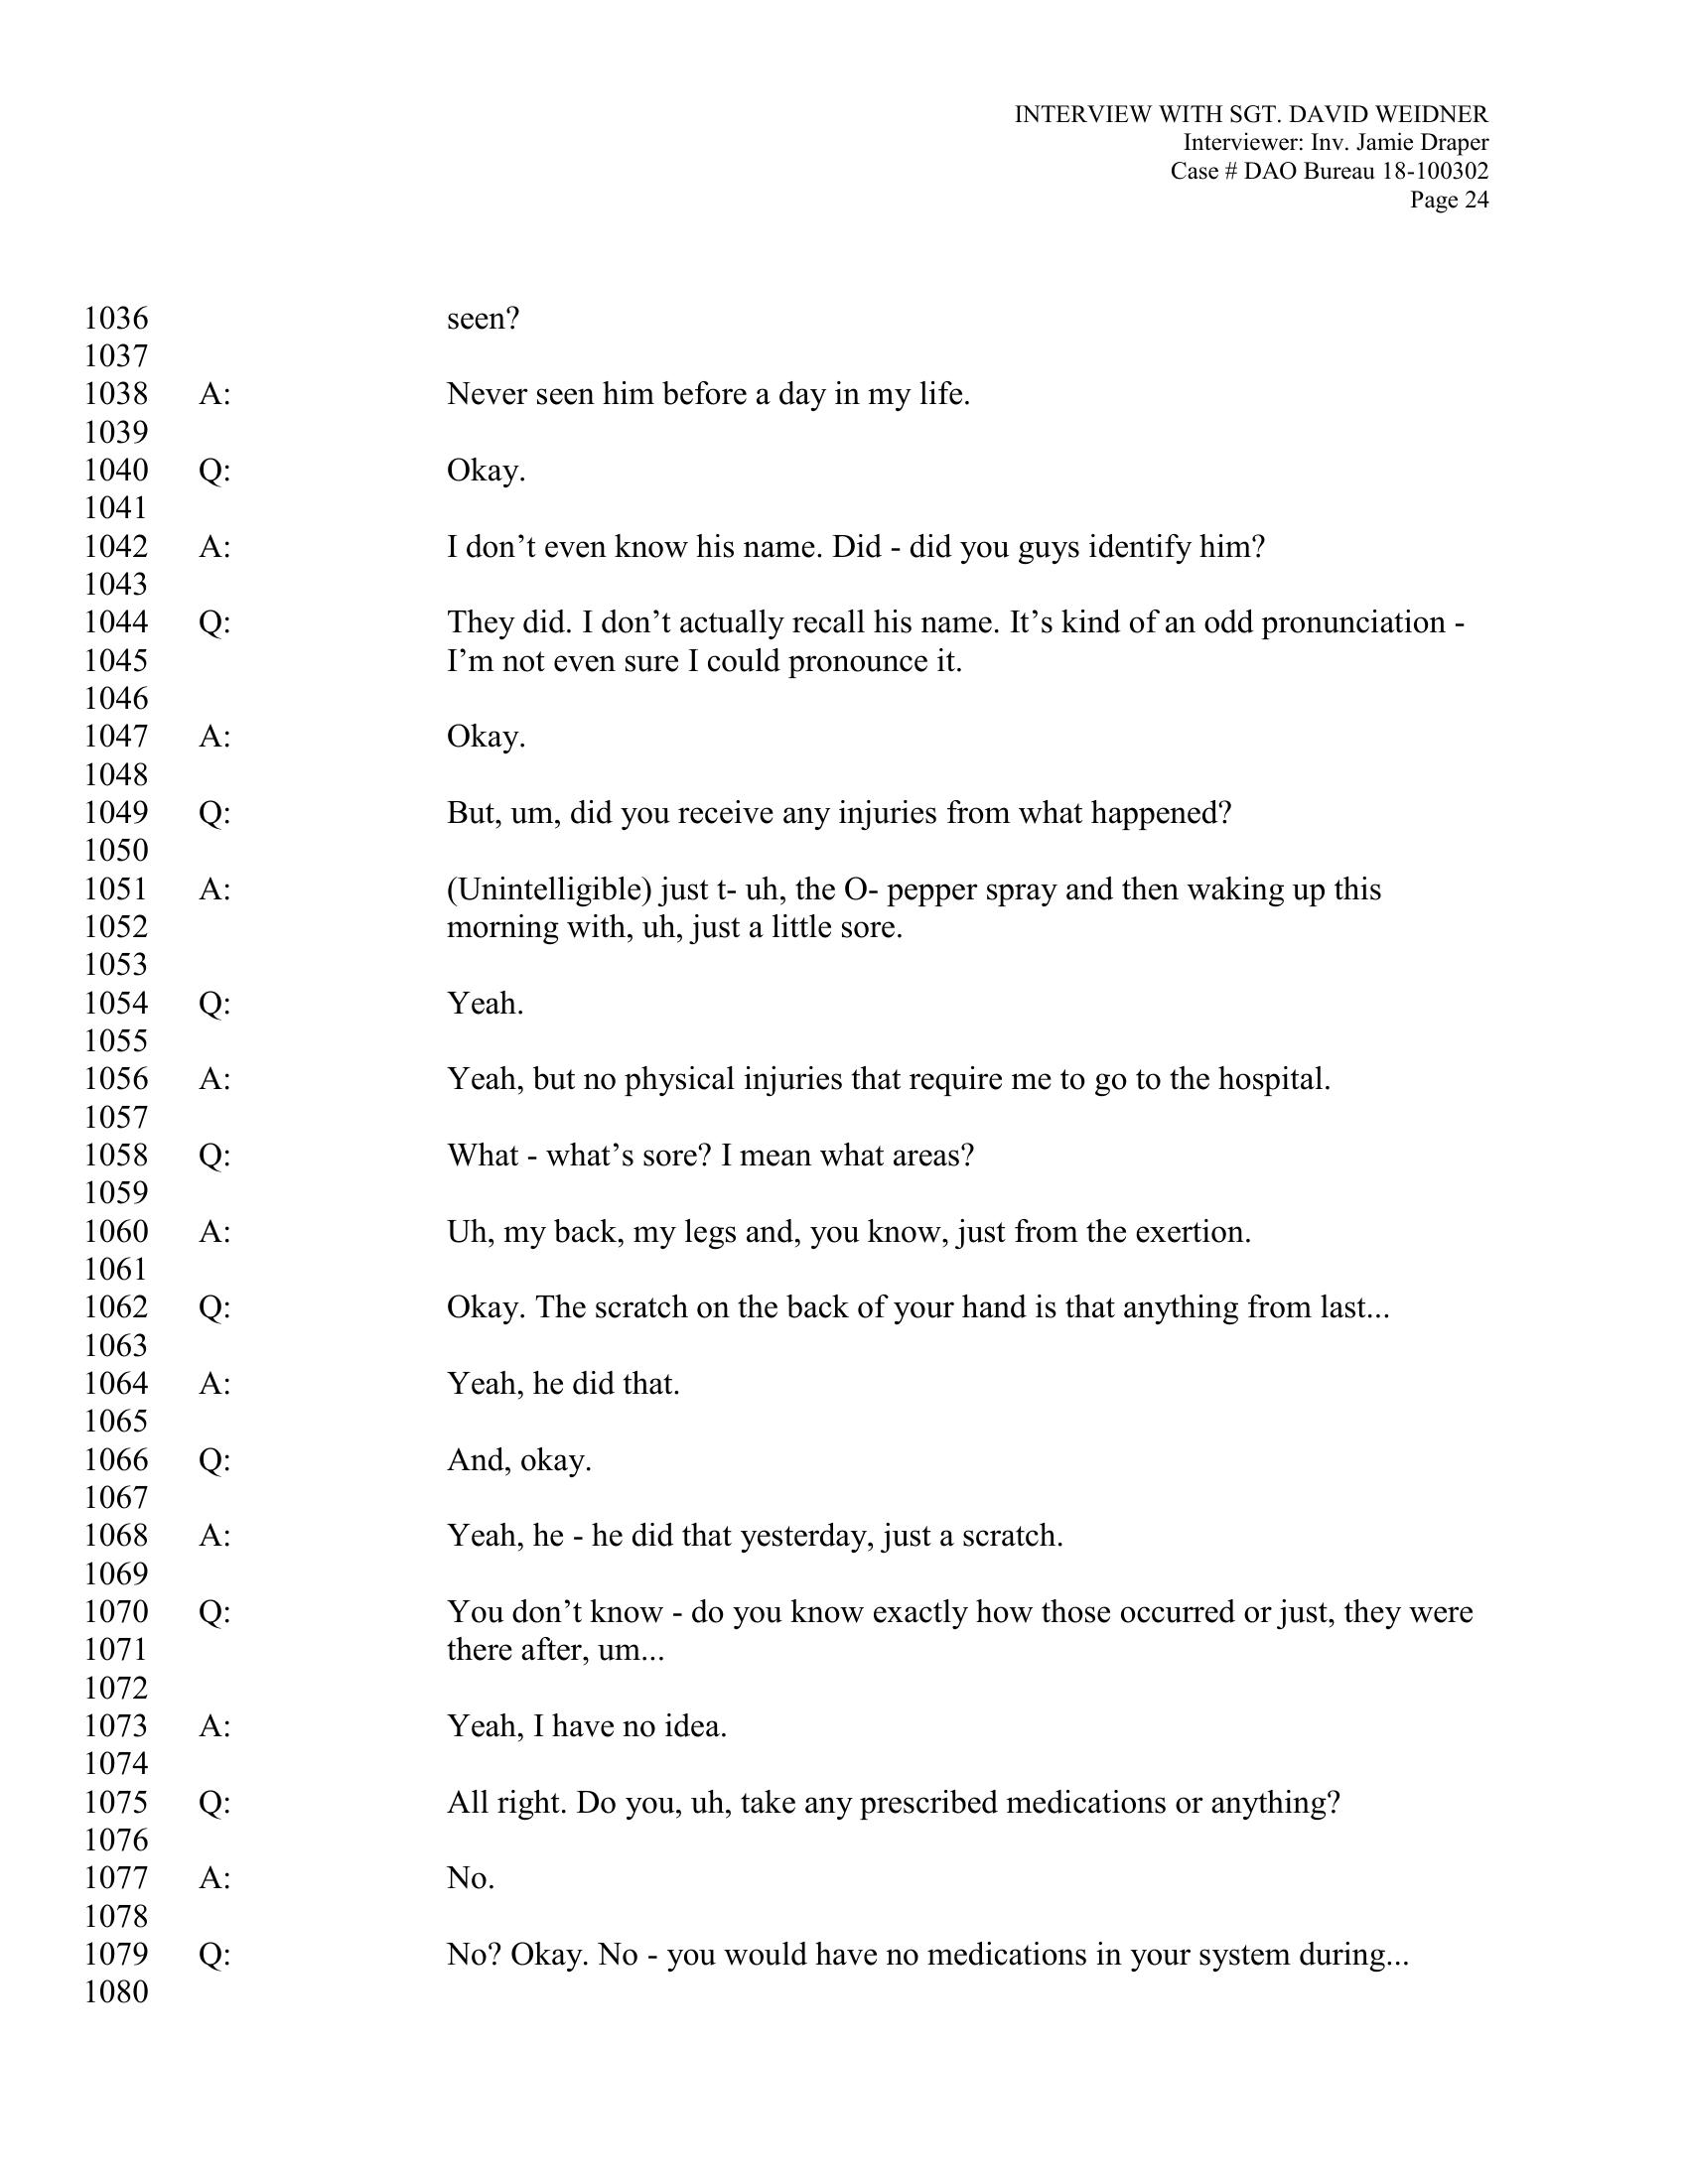 INTERVIEW WITH SGT. DAVID WEIDNER
Interviewer: Inv. Jamie Draper
Case # DAO Bureau 18-100302
Page 24
1036 seen?
1037
1038 A: Never seen him before a day in my life.
1039
1040 Q: Okay.
1041
1042 A: I don’t even know his name. Did - did you guys identify him?
1043
1044 Q: They did. I don’t actually recall his name. It’s kind of an odd pronunciation -
1045 I’m not even sure I could pronounce it.
1046
1047 A: Okay.
1048
1049 Q: But, um, did you receive any injuries from what happened?
1050
1051 A: (Unintelligible) just t- uh, the O- pepper spray and then waking up this
1052 morning with, uh, just a little sore.
1053
1054 Q: Yeah.
1055
1056 A: Yeah, but no physical injuries that require me to go to the hospital.
1057
1058 Q: What - what’s sore? I mean what areas?
1059
1060 A: Uh, my back, my legs and, you know, just from the exertion.
1061
1062 Q: Okay. The scratch on the back of your hand is that anything from last...
1063
1064 A: Yeah, he did that.
1065
1066 Q: And, okay.
1067
1068 A: Yeah, he - he did that yesterday, just a scratch.
1069
1070 Q: You don’t know - do you know exactly how those occurred or just, they were
1071 there after, um...
1072
1073 A: Yeah, I have no idea.
1074
1075 Q: All right. Do you, uh, take any prescribed medications or anything?
1076
1077 A: No.
1078
1079 Q: No? Okay. No - you would have no medications in your system during...
1080